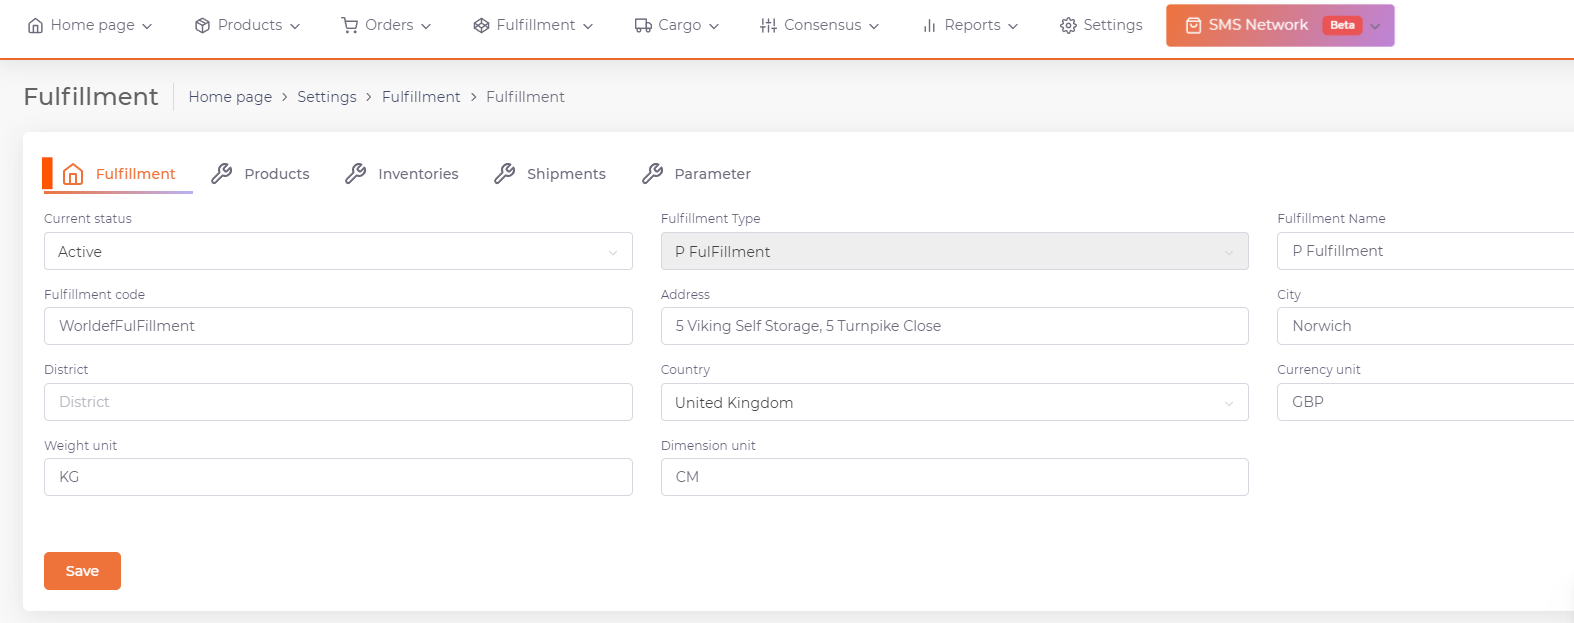 Home page Products Orders Fulfillment Cargo Consensus Reports Settings SMS Network Beta
Fulfillment Home page > Settings > Fulfillment > Fulfillment
Fulfillment Products Inventories Shipments Parameter
Current status Fulfillment Type Fulfillment Name
Active P FulFillment P Fulfillment
Fulfillment code Address City
WorldefFulFillment 5 Viking Self Storage, 5 Turnpike Close Norwich
District Country Currency unit
District United Kingdom GBP
Weight unit Dimension unit
KG CM
Save